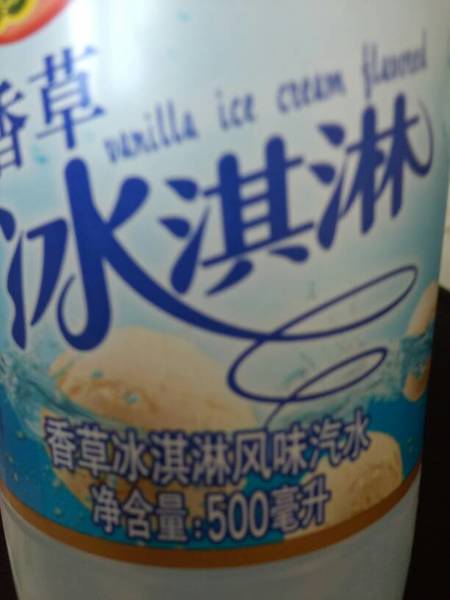 香草
vanilla ice cream flavored
冰淇淋
香草冰淇淋风味汽水
净含量:500毫升